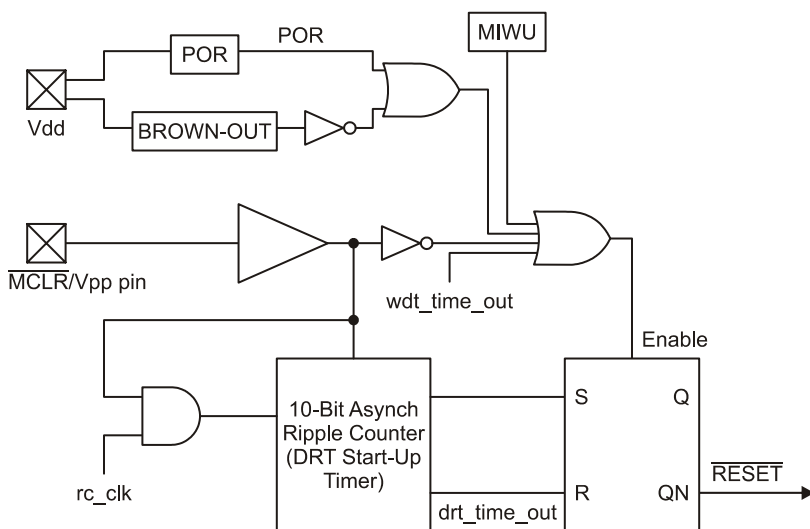 MIWU
POR
POR
Vdd
BROWN-OUT
MCLR/Vpp pin
wdt_time_out
Enable
10-Bit Asynch
Ripple Counter
(DRT Start-Up
Timer)
S
Q
rc_clk
drt_time_out
R
QN
RESET